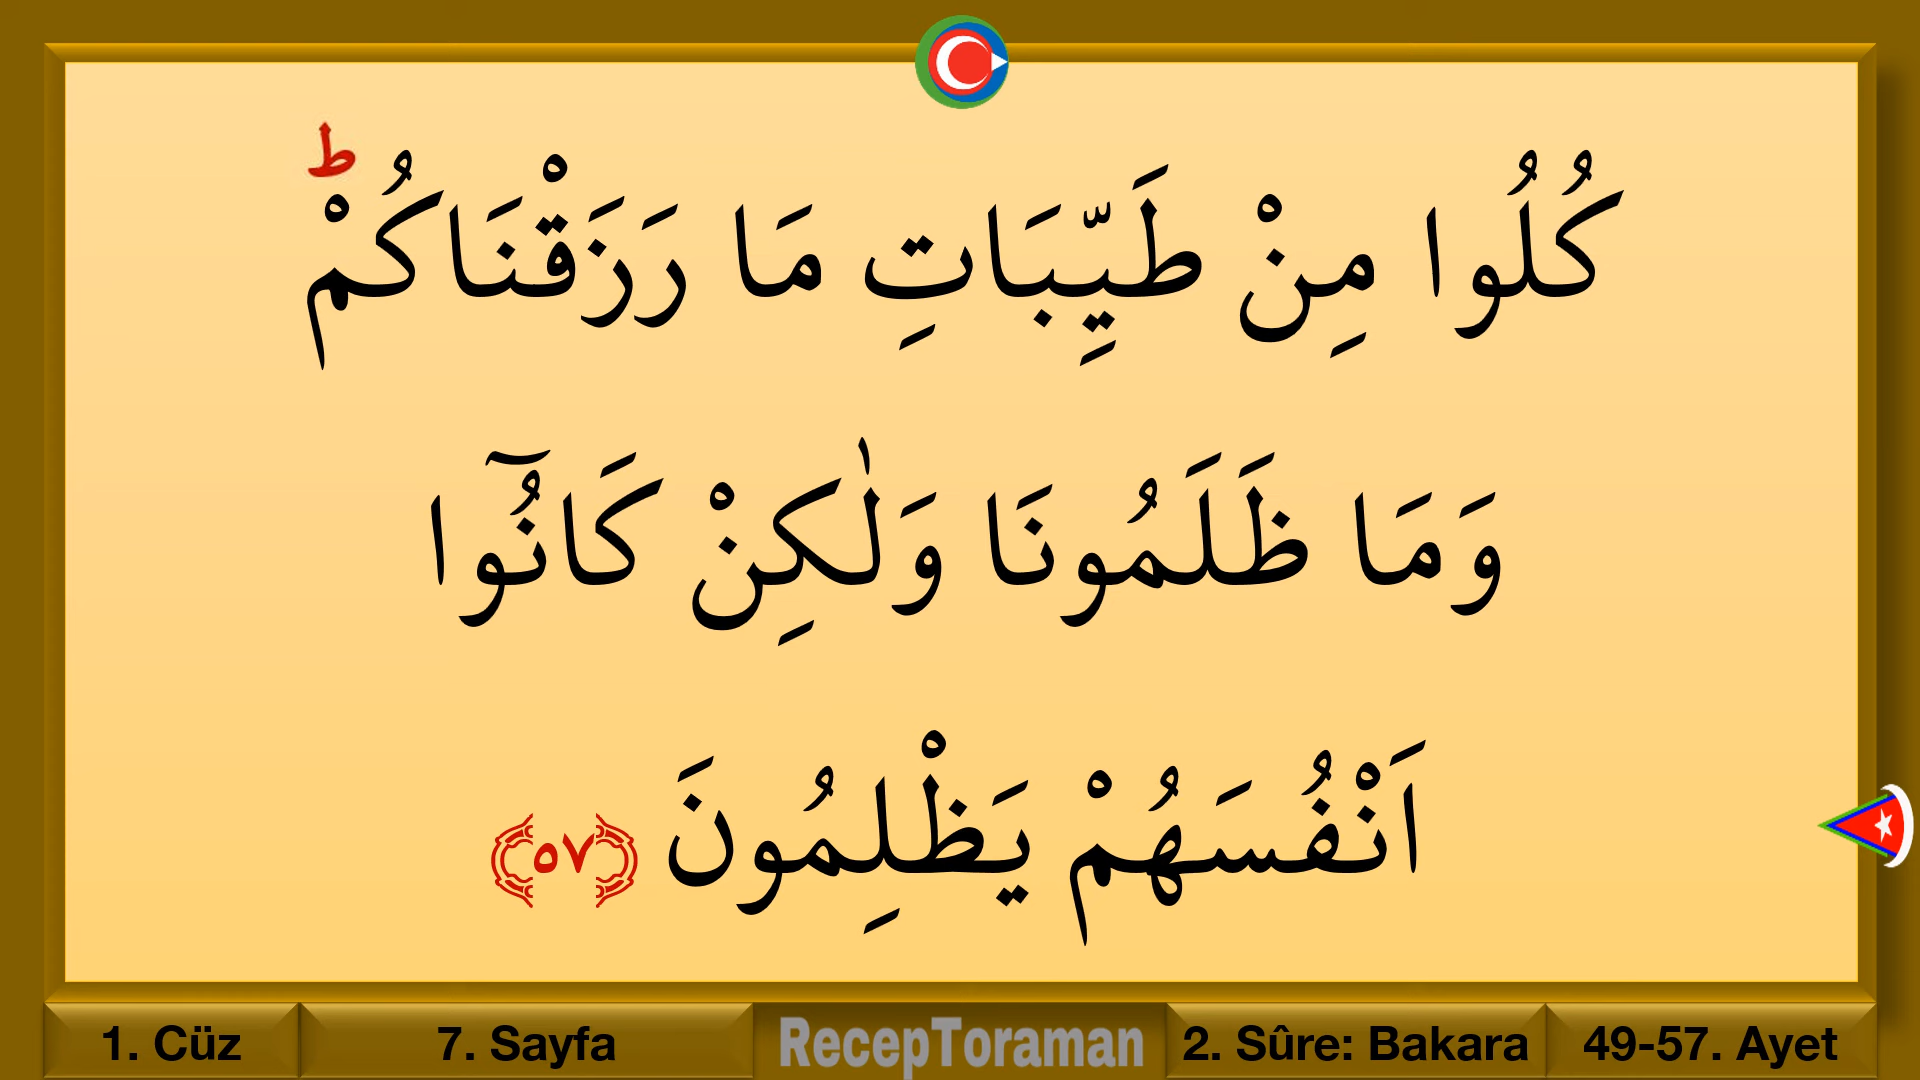 كُلُوا مِنْ طَيِّبَاتِ مَا رَزَقْنَاكُمْۜ ط
وَمَا ظَلَمُونَا وَلٰكِنْ كَانُٓوا
اَنْفُسَهُمْ يَظْلِمُونَ ﴿٥٧﴾
1. Cüz
7. Sayfa
RecepToraman
2. Sûre: Bakara
49-57. Ayet